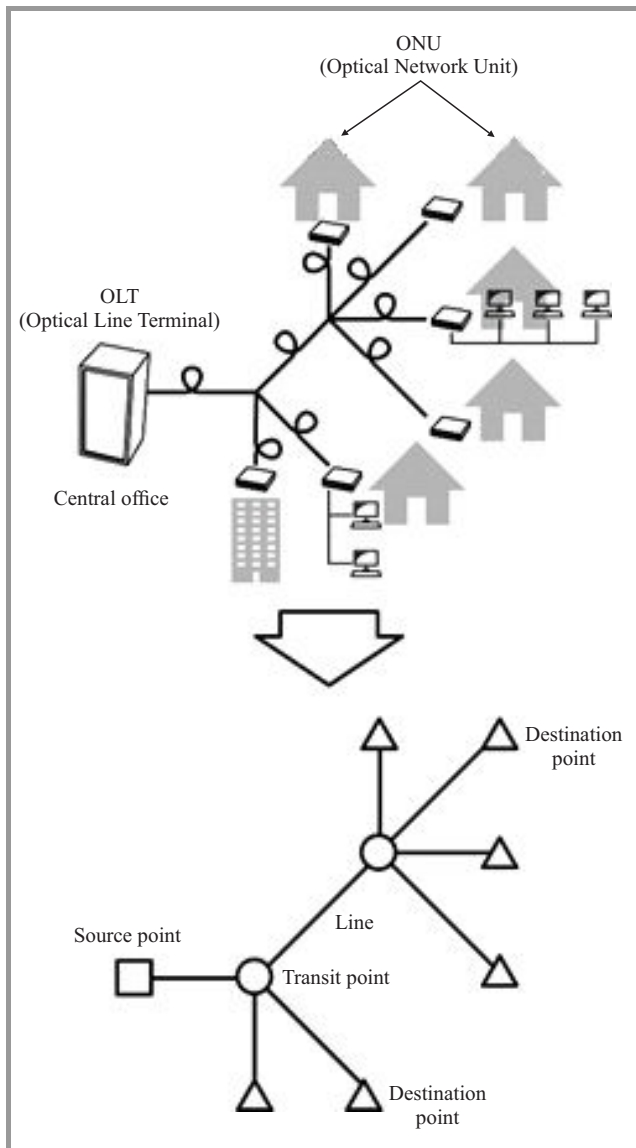 ONU
(Optical Network Unit)
OLT
(Optical Line Terminal)
Central office
Destination
point
Line
Source point
Transit point
Destination
point